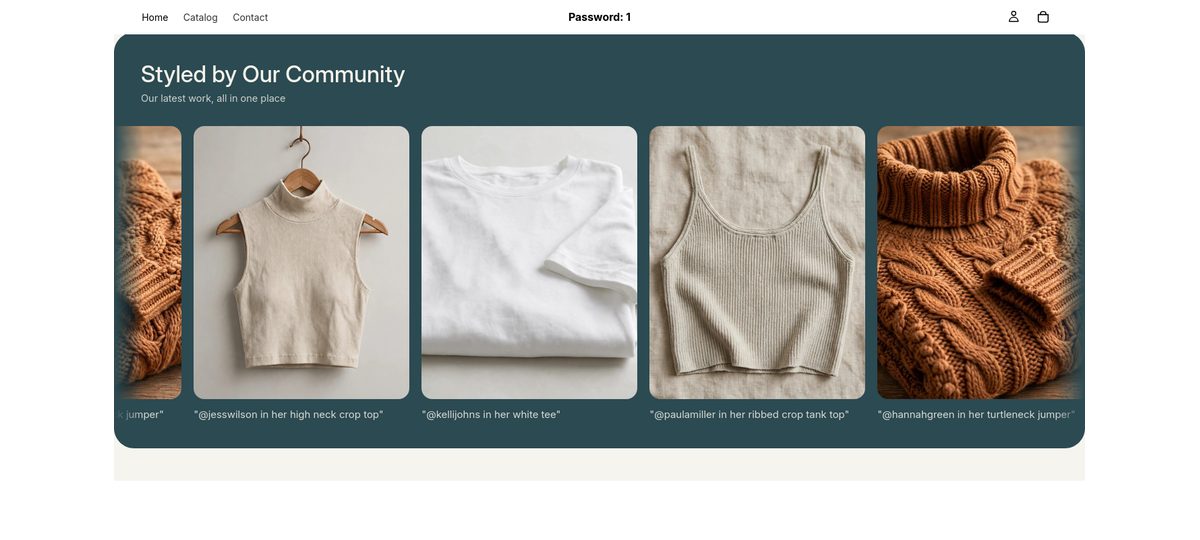 Home Catalog Contact Password: 1
Styled by Our Community
Our latest work, all in one place
jumper" "@jesswilson in her high neck crop top" "@kellijohns in her white tee" "@paulamiller in her ribbed crop tank top" "@hannahgreen in her turtleneck jumper"